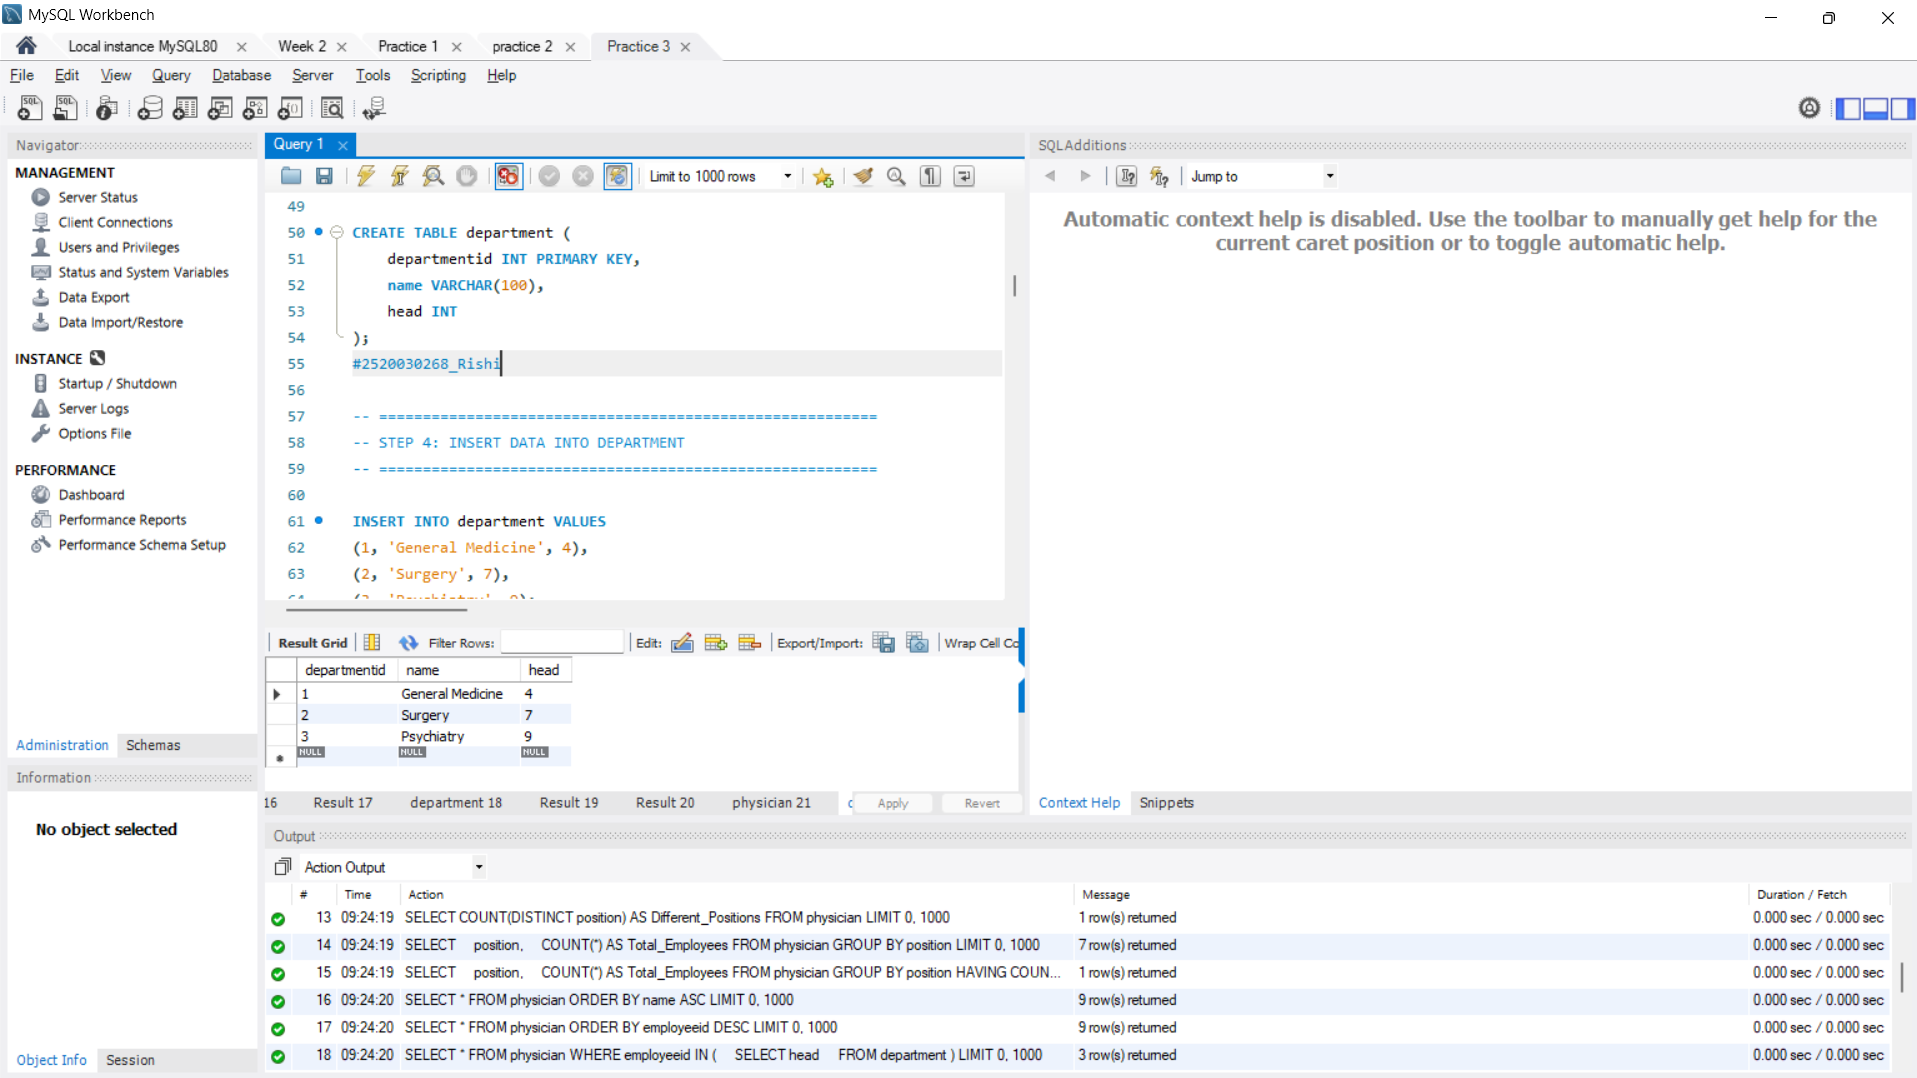 MySQL Workbench
Local instance MySQL80
Week 2
Practice 1
practice 2
Practice 3
File Edit View Query Database Server Tools Scripting Help
Navigator
MANAGEMENT
Server Status
Client Connections
Users and Privileges
Status and System Variables
Data Export
Data Import/Restore
INSTANCE
Startup / Shutdown
Server Logs
Options File
PERFORMANCE
Dashboard
Performance Reports
Performance Schema Setup
Administration Schemas
Information
No object selected
Object Info Session
Query 1
Limit to 1000 rows
49
50 CREATE TABLE department (
51 departmentid INT PRIMARY KEY,
52 name VARCHAR(100),
53 head INT
54 );
55 #2520030268_Rishi
56
57 -- =========================================================
58 -- STEP 4: INSERT DATA INTO DEPARTMENT
59 -- =========================================================
60
61 INSERT INTO department VALUES
62 (1, 'General Medicine', 4),
63 (2, 'Surgery', 7),
64 (3, 'Psychiatry', 9);
Result Grid Filter Rows: Edit: Export/Import: Wrap Cell Co
departmentid name head
1 General Medicine 4
2 Surgery 7
3 Psychiatry 9
NULL NULL NULL
16 Result 17 department 18 Result 19 Result 20 physician 21 Apply Revert
SQLAdditions
Jump to
Automatic context help is disabled. Use the toolbar to manually get help for the
current caret position or to toggle automatic help.
Context Help Snippets
Output
Action Output
# Time Action Message Duration / Fetch
13 09:24:19 SELECT COUNT(DISTINCT position) AS Different_Positions FROM physician LIMIT 0, 1000 1 row(s) returned 0.000 sec / 0.000 sec
14 09:24:19 SELECT position, COUNT(*) AS Total_Employees FROM physician GROUP BY position LIMIT 0, 1000 7 row(s) returned 0.000 sec / 0.000 sec
15 09:24:19 SELECT position, COUNT(*) AS Total_Employees FROM physician GROUP BY position HAVING COUN... 1 row(s) returned 0.000 sec / 0.000 sec
16 09:24:20 SELECT * FROM physician ORDER BY name ASC LIMIT 0, 1000 9 row(s) returned 0.000 sec / 0.000 sec
17 09:24:20 SELECT * FROM physician ORDER BY employeeid DESC LIMIT 0, 1000 9 row(s) returned 0.000 sec / 0.000 sec
18 09:24:20 SELECT * FROM physician WHERE employeeid IN ( SELECT head FROM department ) LIMIT 0, 1000 3 row(s) returned 0.000 sec / 0.000 sec